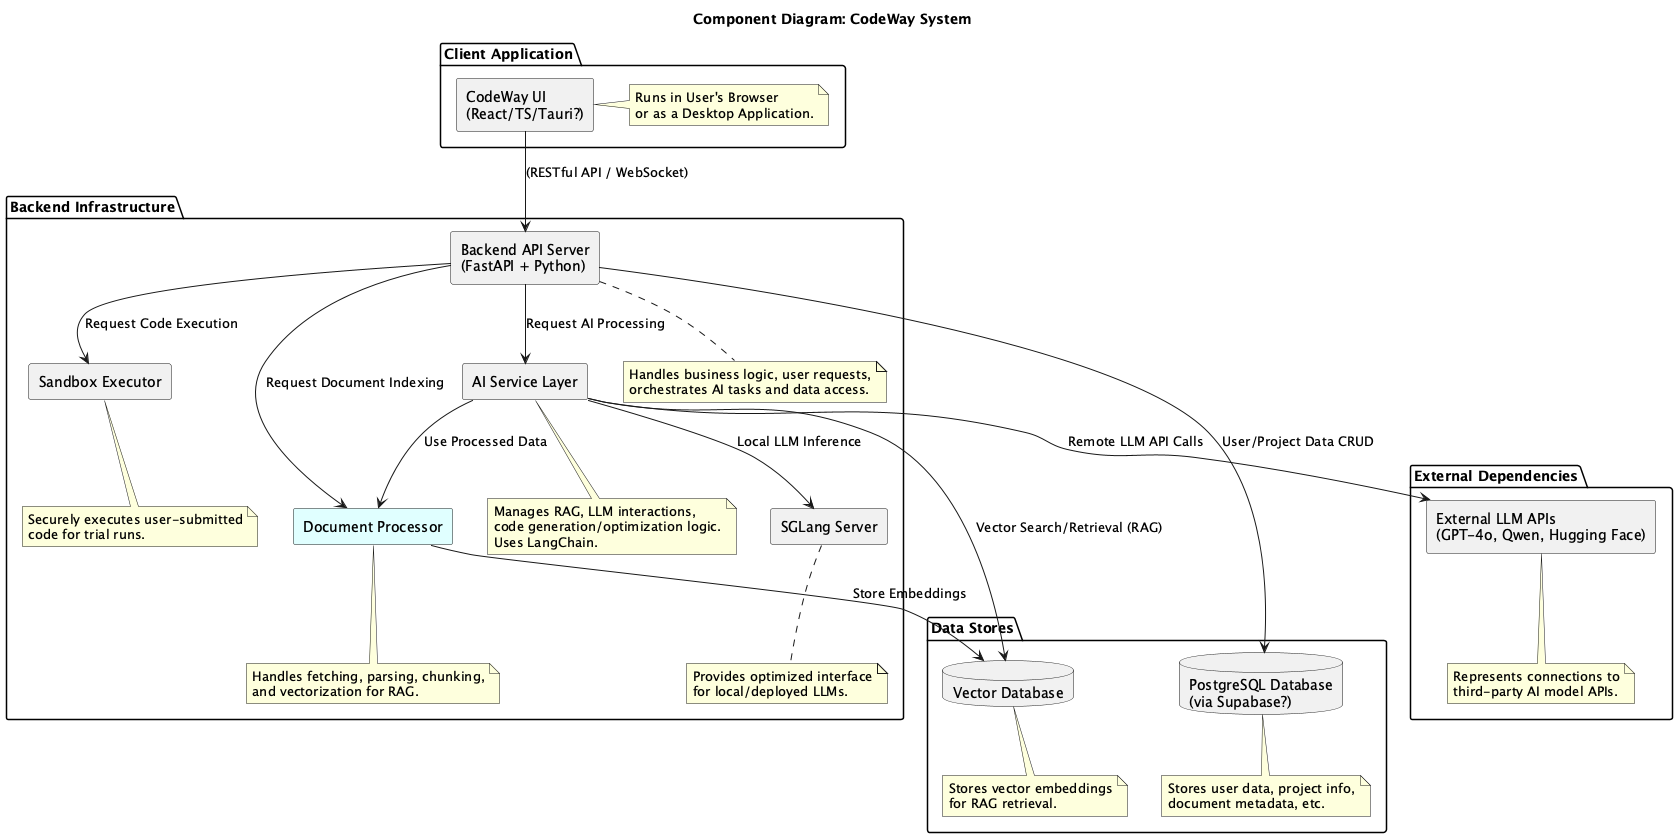 Component Diagram: CodeWay System
Client Application
CodeWay UI
(React/TS/Tauri?)
Runs in User's Browser
or as a Desktop Application.
(RESTful API / WebSocket)
Backend Infrastructure
Backend API Server
(FastAPI + Python)
Request Code Execution
Request AI Processing
Sandbox Executor
Request Document Indexing
AI Service Layer
Handles business logic, user requests,
orchestrates AI tasks and data access.
Use Processed Data
Local LLM Inference
Remote LLM API Calls
User/Project Data CRUD
External Dependencies
Securely executes user-submitted
code for trial runs.
Document Processor
Manages RAG, LLM interactions,
code generation/optimization logic.
Uses LangChain.
SGLang Server
Vector Search/Retrieval (RAG)
External LLM APIs
(GPT-4o, Qwen, Hugging Face)
Store Embeddings
Data Stores
Handles fetching, parsing, chunking,
and vectorization for RAG.
Provides optimized interface
for local/deployed LLMs.
Vector Database
PostgreSQL Database
(via Supabase?)
Represents connections to
third-party AI model APIs.
Stores vector embeddings
for RAG retrieval.
Stores user data, project info,
document metadata, etc.